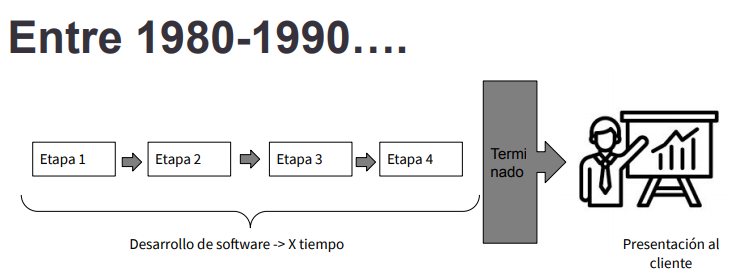 Entre 1980-1990….
Etapa 1
Etapa 2
Etapa 3
Etapa 4
Termi
nado
Desarrollo de software -> X tiempo
Presentación al
cliente